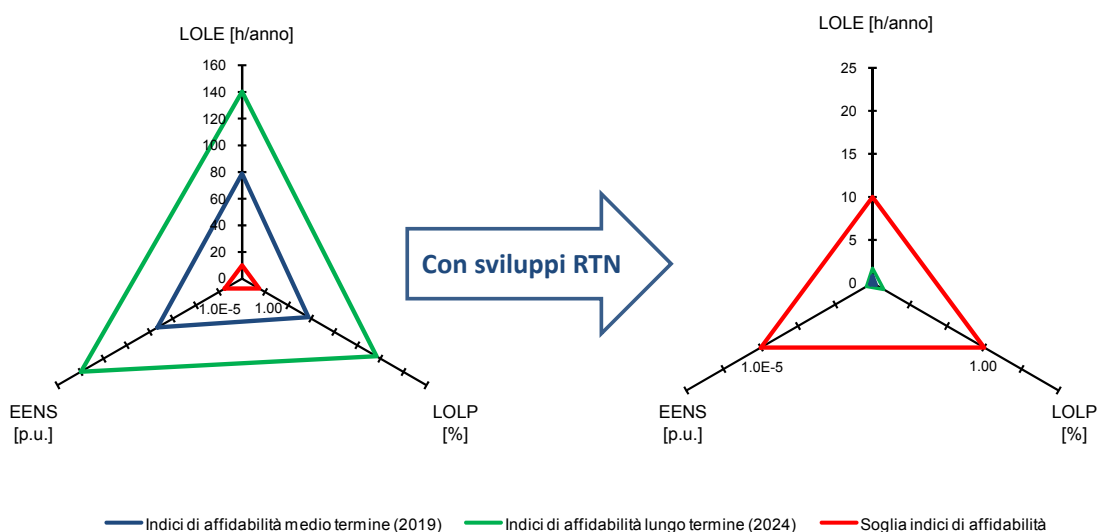 LOLE [h/anno]
160
140
120
100
80
60
40
20
0
1.0E-5
1.00
EENS
[p.u.]
LOLP
[%]
Con sviluppi RTN
LOLE [h/anno]
25
20
15
10
5
0
1.0E-5
1.00
EENS
[p.u.]
LOLP
[%]
Indici di affidabilità medio termine (2019)
Indici di affidabilità lungo termine (2024)
Soglia indici di affidabilità